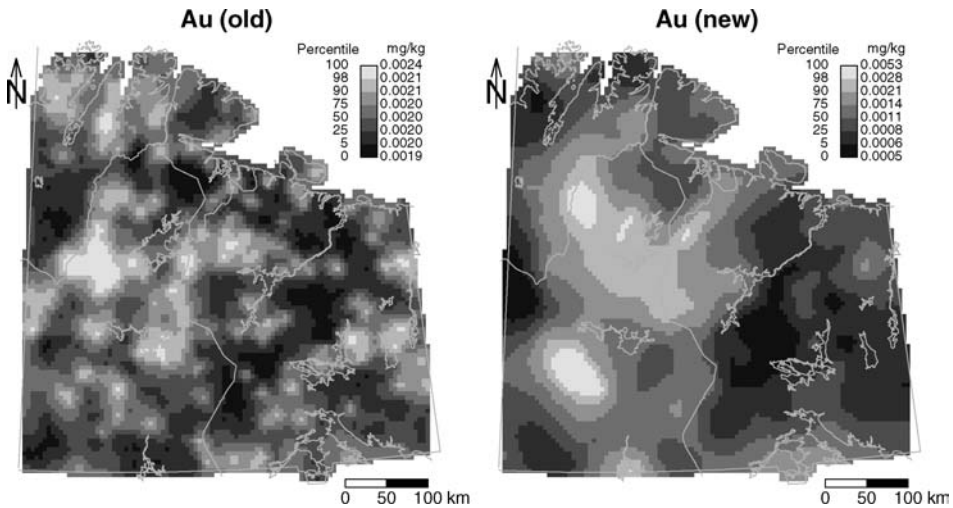 Au (old)
Percentile mg/kg
100 0.0024
98 0.0021
90 0.0021
75 0.0020
50 0.0020
25 0.0020
5 0.0020
0 0.0019
N
0 50 100 km
Au (new)
Percentile mg/kg
100 0.0053
98 0.0028
90 0.0021
75 0.0014
50 0.0011
25 0.0008
5 0.0006
0 0.0005
N
0 50 100 km